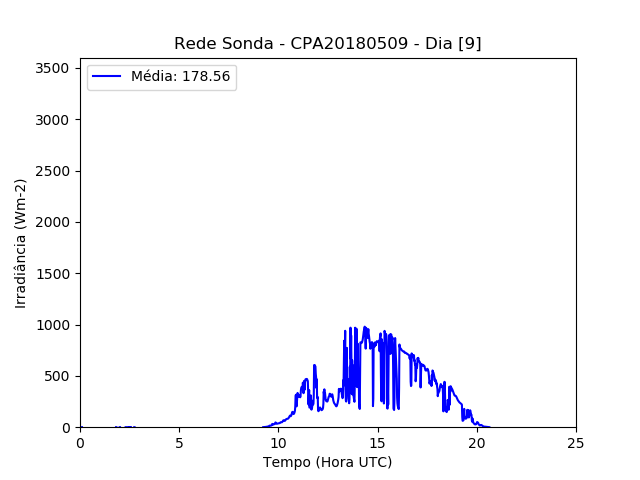 Rede Sonda - CPA20180509 - Dia [9]
Média: 178.56
Irradiância (Wm-2)
3500
3000
2500
2000
1500
1000
500
0
0 5 10 15 20 25
Tempo (Hora UTC)